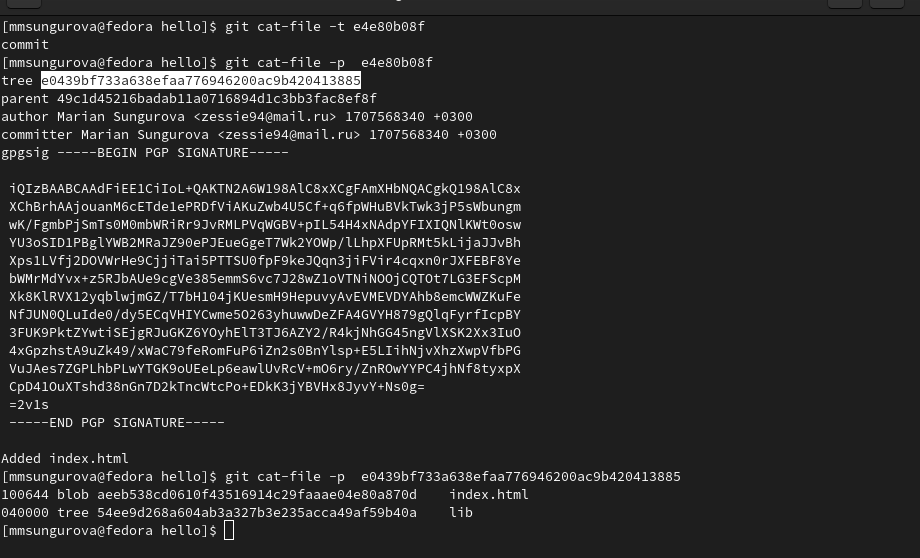 [mmsungurova@fedora hello]$ git cat-file -t e4e80b08f
commit
[mmsungurova@fedora hello]$ git cat-file -p  e4e80b08f
tree e0439bf733a638efaa776946200ac9b420413885
parent 49c1d45216badab11a0716894d1c3bb3fac8ef8f
author Marian Sungurova <zessie94@mail.ru> 1707568340 +0300
committer Marian Sungurova <zessie94@mail.ru> 1707568340 +0300
gpgsig -----BEGIN PGP SIGNATURE-----
iQIzBAABCAAdFiEE1CiIoL+QAKTN2A6W198AlC8xXCgFAmXHbNQACgkQ198AlC8x
XChBrhAAjouanM6cETde1ePRDfViAKuZwb4U5Cf+q6fpWHuBVkTwk3jP5sWbungm
wK/FgmbPjSmTs0M0mbWRiRr9JvRMLPVqWGBV+pIL54H4xNAdpYFIXIQNlKWt0osw
YU3oSID1PBglYWB2MRaJZ90ePJEueGgeT7Wk2YOWp/lLhpXFUpRMt5kLijaJJvBh
Xps1LVfj2DOVWrHe9CjjiTai5PTTSU0fpF9keJQqn3jiFVir4cqxn0rJXFEBF8Ye
bWMrMdYvx+z5RJbAUe9cgVe385emmS6vc7J28wZ1oVTNiNOOjCQTOt7LG3EFScpM
Xk8KlRVX12yqblwjmGZ/T7bH104jKUesmH9HepuvyAvEVMEVDYAhb8emcWWZKuFe
NfJUN0QLuIde0/dy5ECqVHIYCwme5O263yhuwwDeZFA4GVYH879gQlqFyrfIcpBY
3FUK9PktZYwtiSEjgRJuGKZ6YOyhElT3TJ6AZY2/R4kjNhGG45ngVlXSK2Xx3IuO
4xGpzhstA9uZk49/xWaC79feRomFuP6iZn2s0BnYlsp+E5LIihNjvXhzXwpVfbPG
VuJAes7ZGPLhbPLwYTGK9oUEeLp6eawlUvRcV+mO6ry/ZnROwYYPC4jhNf8tyxpX
CpD41OuXTshd38nGn7D2kTncWtcPo+EDkK3jYBVHx8JyvY+Ns0g=
=2v1s
-----END PGP SIGNATURE-----
Added index.html
[mmsungurova@fedora hello]$ git cat-file -p  e0439bf733a638efaa776946200ac9b420413885
100644 blob aeeb538cd0610f43516914c29faaae04e80a870d    index.html
040000 tree 54ee9d268a604ab3a327b3e235acca49af59b40a    lib
[mmsungurova@fedora hello]$